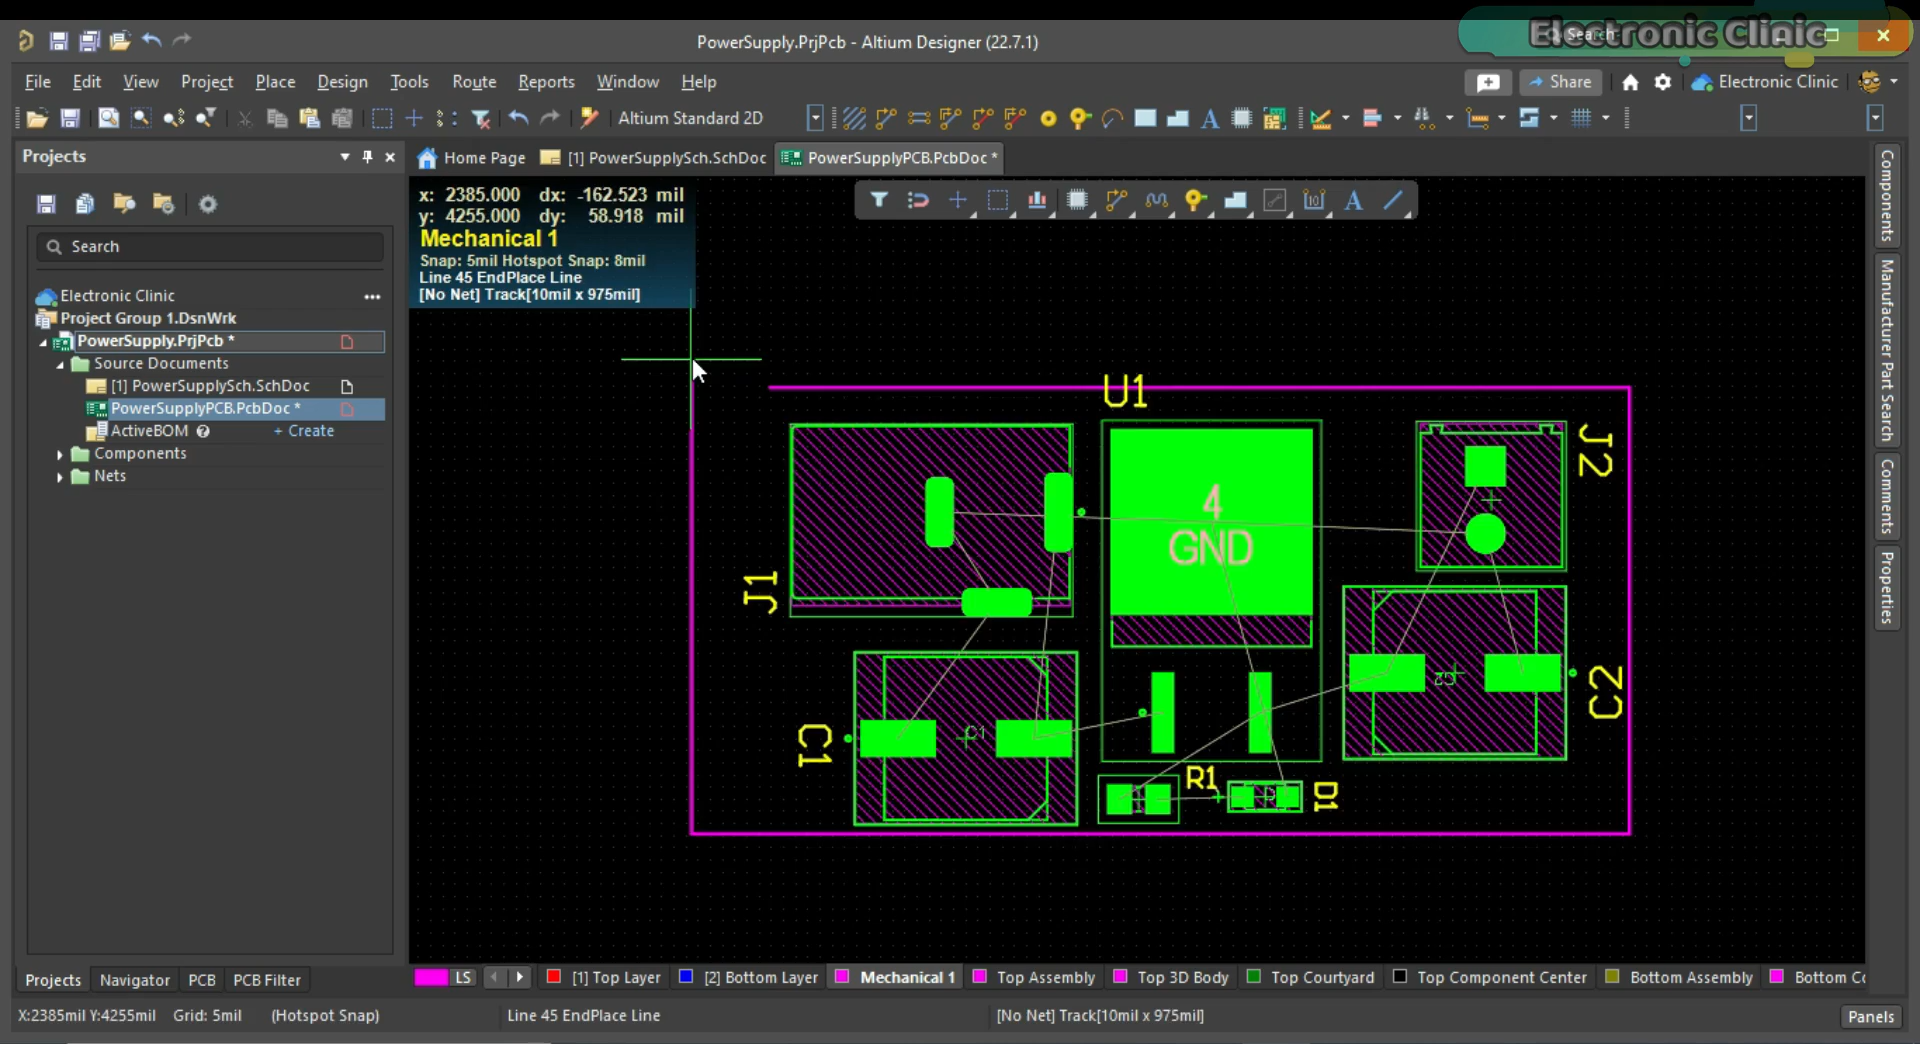 Electronic Clinic
Search
PowerSupply.PrjPcb - Altium Designer (22.7.1)
File Edit View Project Place Design Tools Route Reports Window Help
Share
Electronic Clinic
Altium Standard 2D
Projects
Home Page
[1] PowerSupplySch.SchDoc
PowerSupplyPCB.PcbDoc *
x: 2385.000 dx: -162.523 mil
y: 4255.000 dy: 58.918 mil
Mechanical 1
Snap: 5mil Hotspot Snap: 8mil
Line 45 EndPlace Line
[No Net] Track[10mil x 975mil]
Search
Electronic Clinic
Project Group 1.DsnWrk
PowerSupply.PrjPcb *
Source Documents
[1] PowerSupplySch.SchDoc
PowerSupplyPCB.PcbDoc *
ActiveBOM
+ Create
Components
Nets
U1
J2
4
GND
J1
C1
C1
C2
C2
R1
D1
Components
Manufacturer Part Search
Comments
Properties
Projects Navigator PCB PCB Filter
LS
[1] Top Layer
[2] Bottom Layer
Mechanical 1
Top Assembly
Top 3D Body
Top Courtyard
Top Component Center
Bottom Assembly
Bottom Co
X:2385mil Y:4255mil Grid: 5mil (Hotspot Snap)
Line 45 EndPlace Line
[No Net] Track[10mil x 975mil]
Panels